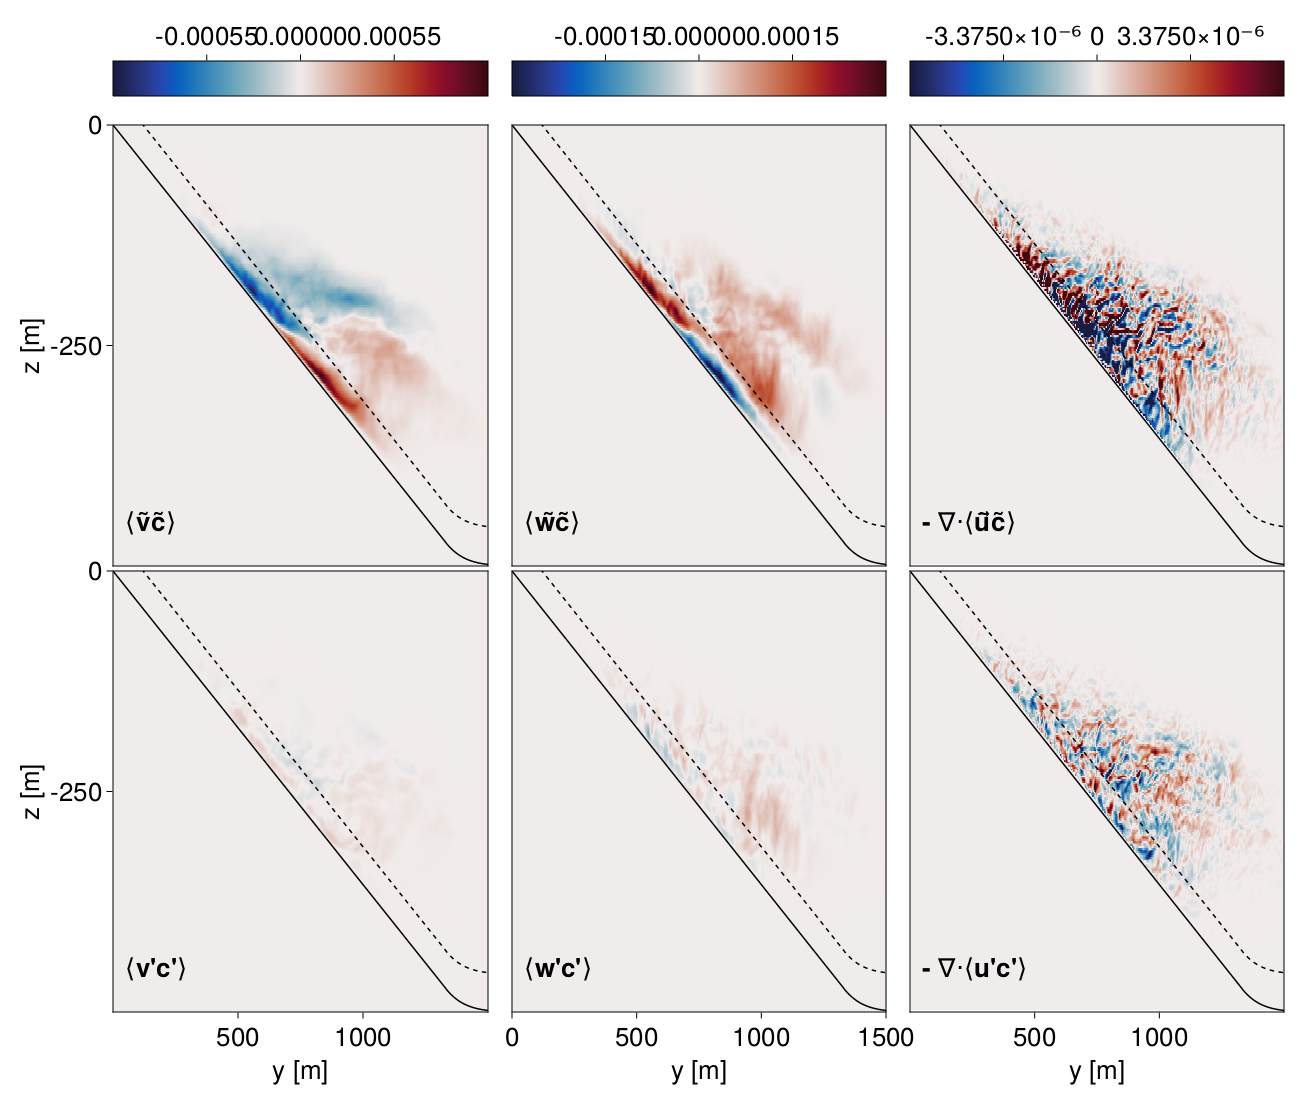 -0.00055 0.00000 0.00055
-0.00015 0.00000 0.00015
-3.3750×10⁻⁶ 0 3.3750×10⁻⁶
0
-250
z [m]
⟨ṽc̃⟩
⟨w̃c̃⟩
- ∇·⟨ũc̃⟩
0
-250
z [m]
⟨v'c'⟩
⟨w'c'⟩
- ∇·⟨u'c'⟩
500 1000
0 500 1000 1500
500 1000
y [m]
y [m]
y [m]